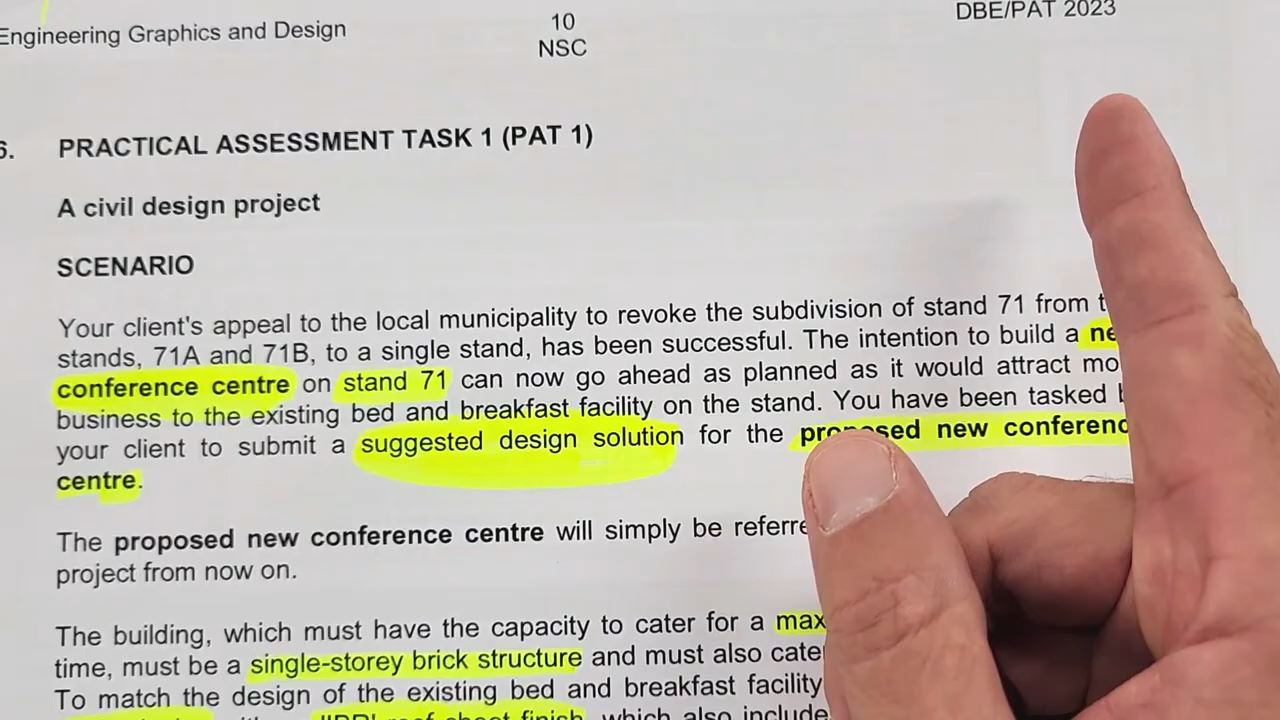 Engineering Graphics and Design
10
NSC
DBE/PAT 2023
6. PRACTICAL ASSESSMENT TASK 1 (PAT 1)
A civil design project
SCENARIO
Your client's appeal to the local municipality to revoke the subdivision of stand 71 from
stands, 71A and 71B, to a single stand, has been successful. The intention to build a
conference centre on stand 71 can now go ahead as planned as it would attract
business to the existing bed and breakfast facility on the stand. You have been tasked
your client to submit a suggested design solution for the proposed new
centre.
The proposed new conference centre will simply be
project from now on.
The building, which must have the capacity to cater for a
time, must be a single-storey brick structure and must also
To match the design of the existing bed and breakfast facility
roof sheet finish, which also